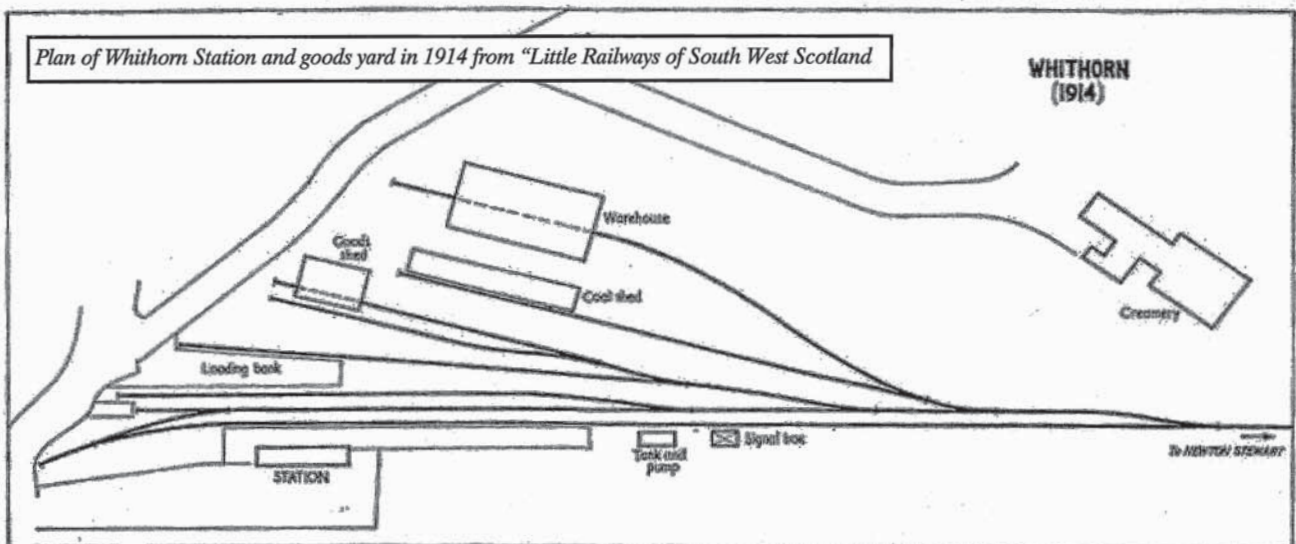 Plan of Whithorn Station and goods yard in 1914 from “Little Railways of South West Scotland
WHITHORN
(1914)
Warehouse
Goods
shed
Coal shed
Creamery
Loading bank
Signal box
Tank and
pump
STATION
To NEWTON STEWART